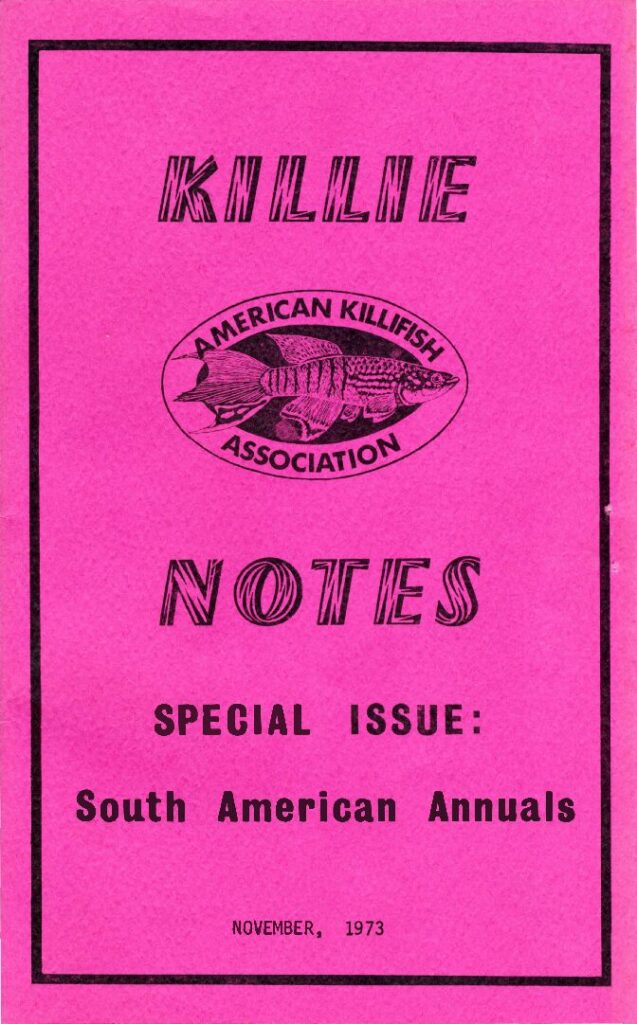 KILLIE
AMERICAN KILLIFISH
ASSOCIATION
NOTES
SPECIAL ISSUE:
South American Annuals
NOVEMBER, 1973